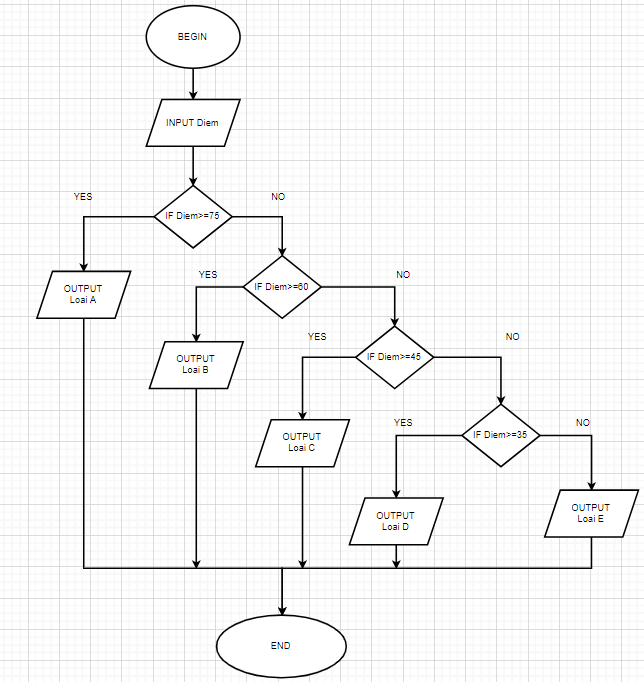 BEGIN
INPUT Diem
YES
NO
IF Diem>=75
YES
NO
OUTPUT
Loai A
IF Diem>=60
YES
NO
OUTPUT
Loai B
IF Diem>=45
YES
NO
OUTPUT
Loai C
IF Diem>=35
OUTPUT
Loai D
OUTPUT
Loai E
END